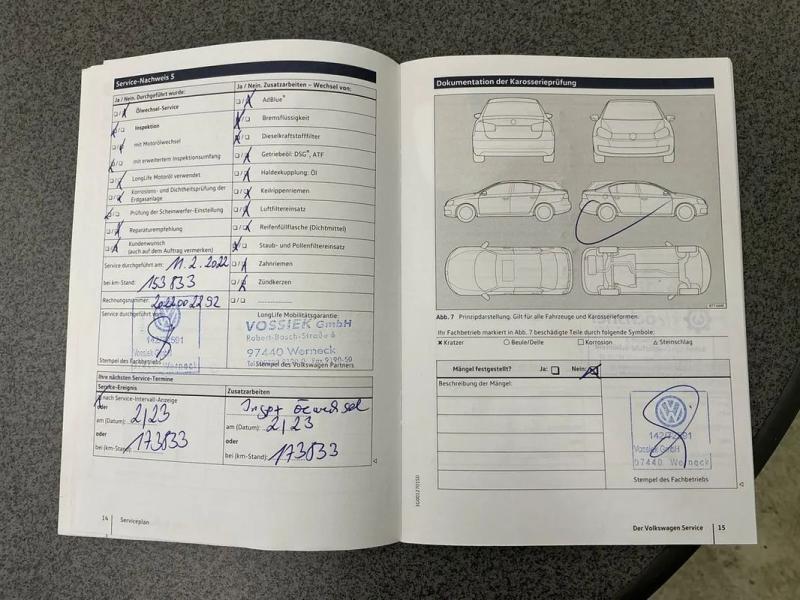 Service-Nachweis 5
Ja / Nein. Durchgeführt wurde:
Ölwechsel-Service
Inspektion
mit Motorölwechsel
mit erweitertem Inspektionsumfang
LongLife Motoröl verwendet
Korrosions- und Dichtheitsprüfung der
Erdgasanlage
Prüfung der Scheinwerfer-Einstellung
Reparaturempfehlung
Kundenwunsch
(auch auf dem Auftrag vermerken)
Service durchgeführt am: 11.2.2022
bei km-Stand: 153833
Rechnungsnummer:
Service durchgeführt von:
Vossiek GmbH
97440 Werneck
Stempel des Fachbetriebs
Ja / Nein. Zusatzarbeiten – Wechsel von:
AdBlue®
Bremsflüssigkeit
Dieselkraftstofffilter
Getriebeöl: DSG®, ATF
Haldexkupplung: Öl
Keilrippenriemen
Luftfiltereinsatz
Reifenfüllflasche (Dichtmittel)
Staub- und Pollenfiltereinsatz
Zahnriemen
Zündkerzen
LongLife Mobilitätsgarantie:
VOSSIEK GmbH
Robert-Bosch-Straße 6
97440 Werneck
Stempel des Volkswagen Partners
Ihre nächsten Service-Termine
Service-Ereignis
nach Service-Intervall-Anzeige
oder
am (Datum): 2/23
oder
bei (km-Stand): 173833
Zusatzarbeiten
am (Datum): 2/23
oder
bei (km-Stand): 173833
14
Serviceplan
Dokumentation der Karosserieprüfung
Abb. 7 Prinzipdarstellung. Gilt für alle Fahrzeuge und Karosserieformen.
Ihr Fachbetrieb markiert in Abb. 7 beschädigte Teile durch folgende Symbole:
Kratzer
Beule/Delle
Korrosion
Steinschlag
Mängel festgestellt? Ja: Nein:
Beschreibung der Mängel:
Vossiek GmbH
97440 Werneck
Stempel des Fachbetriebs
Der Volkswagen Service
15